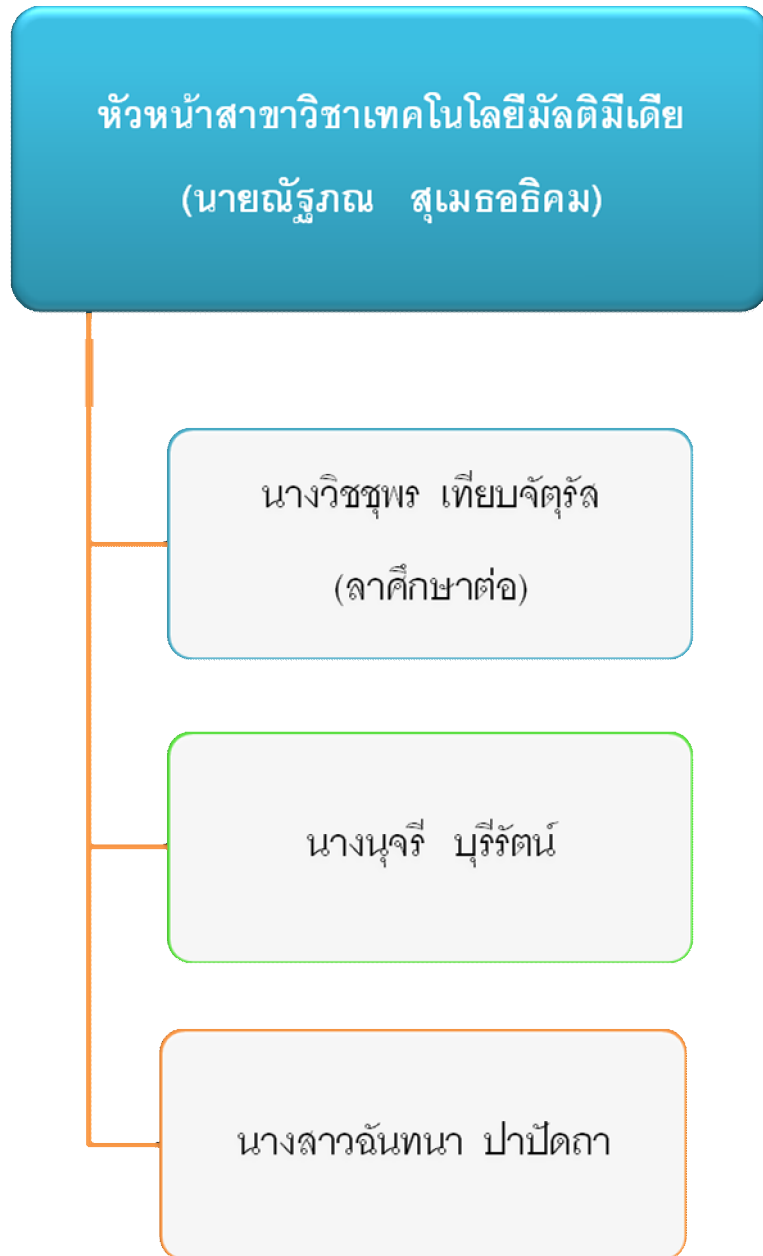 หัวหน้าสาขาวิชาเทคโนโลยีมัลติมีเดีย
(นายณัฐภณ สุเมธอธิคม)
นางวิชชุพร เทียบจัตุรัส
(ลาศึกษาต่อ)
นางนุจรี บุรีรัตน์
นางสาวฉันทนา ปาปัดถา